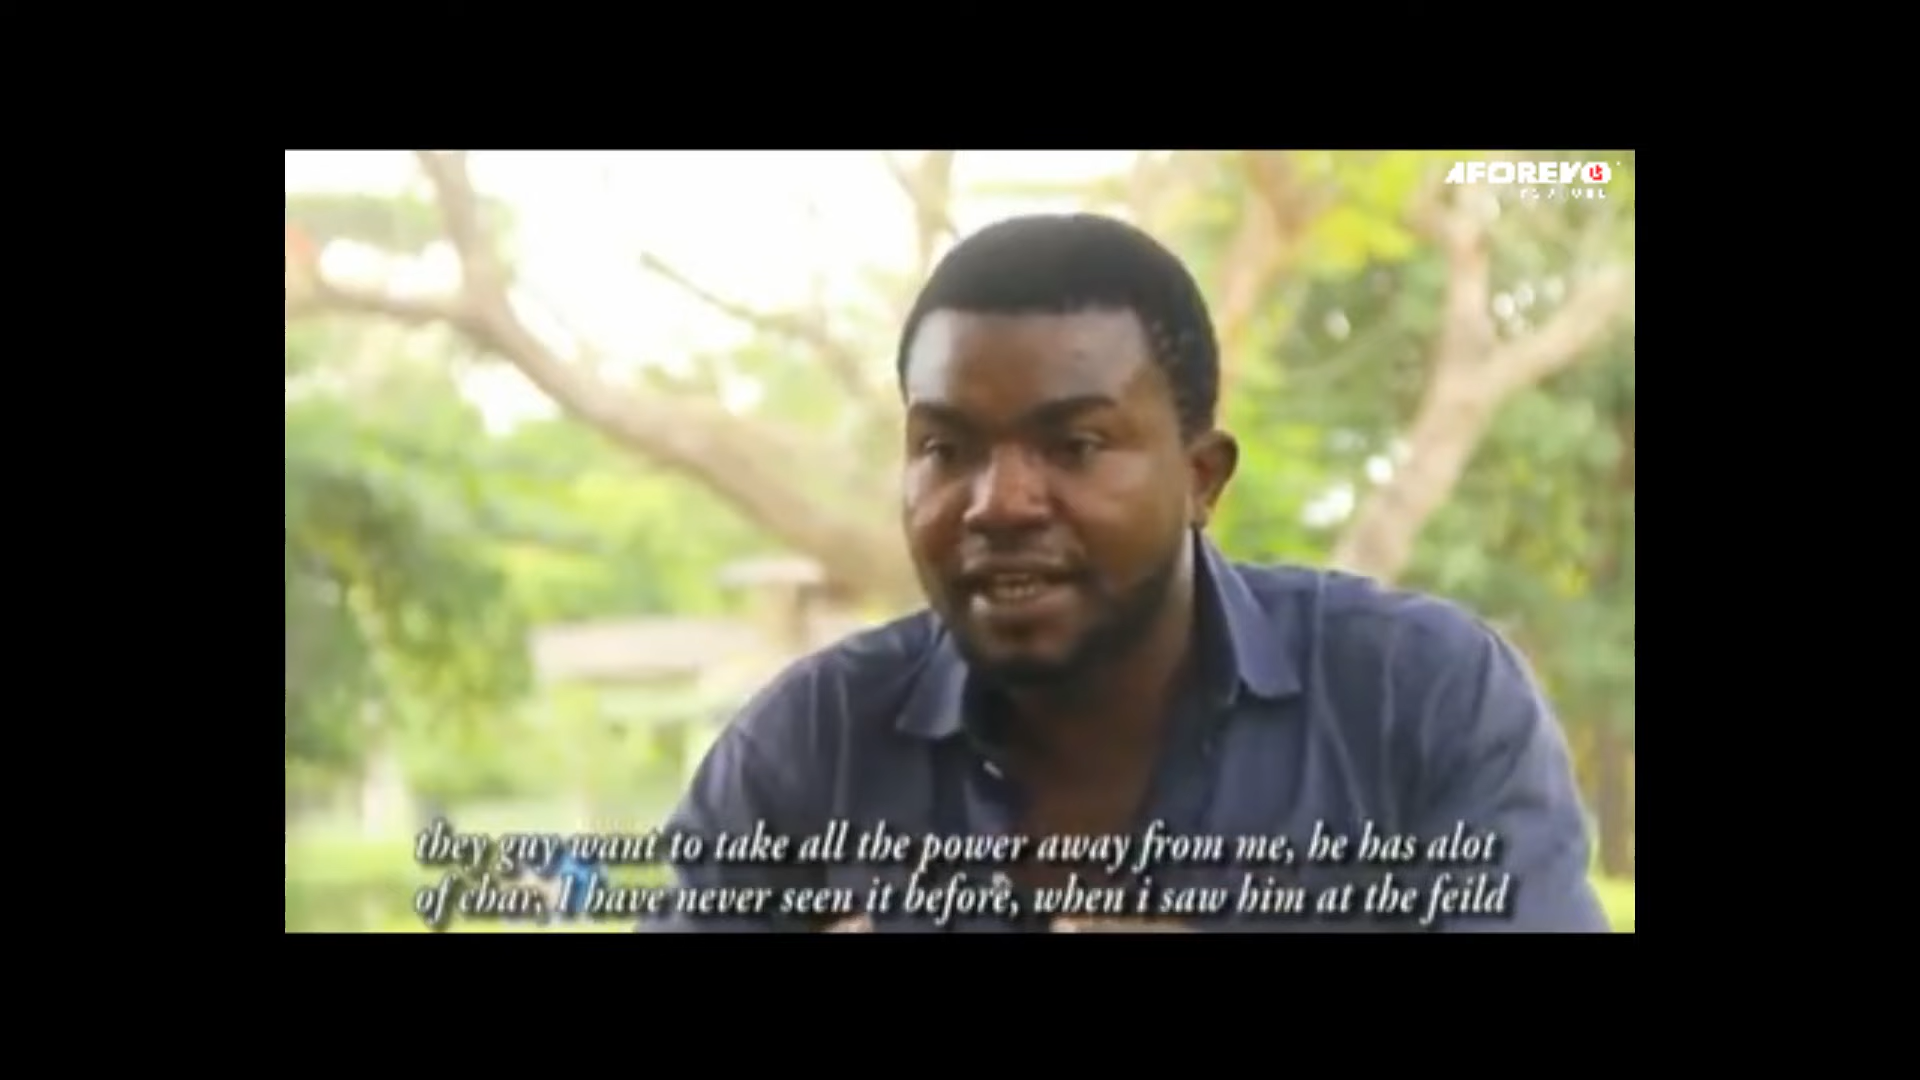 AFOREVO
they guy want to take all the power away from me, he has alot
of char, I have never seen it before, when i saw him at the feild